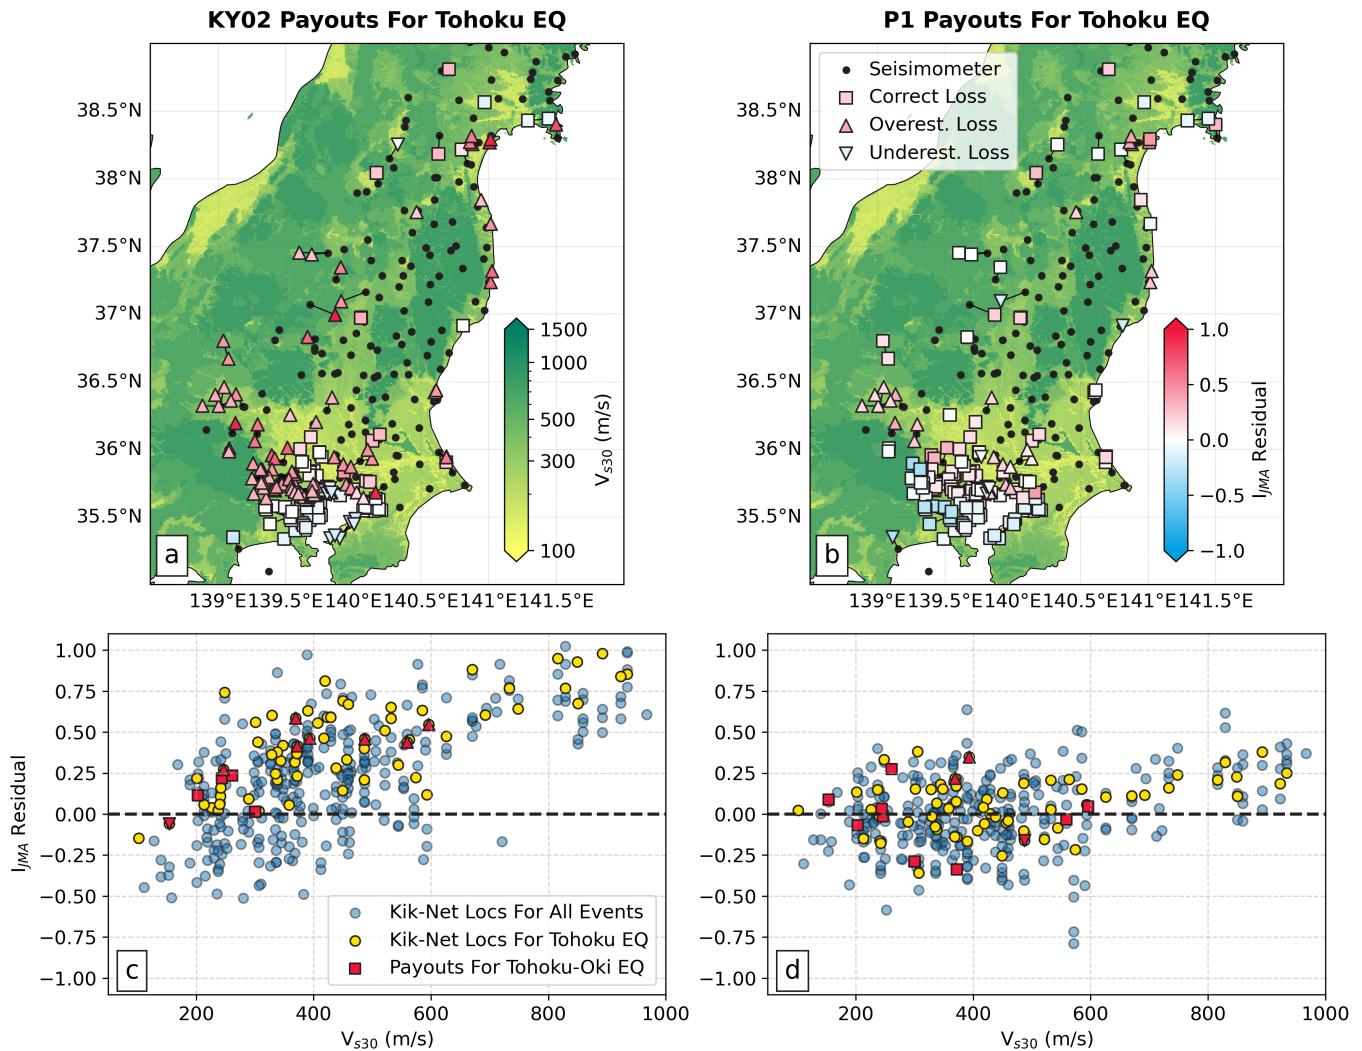 KY02 Payouts For Tohoku EQ
P1 Payouts For Tohoku EQ
38.5°N
38°N
37.5°N
37°N
36.5°N
36°N
35.5°N
139°E139.5°E140°E140.5°E141°E141.5°E
a
1500
1000
500
300
100
Vs30 (m/s)
38.5°N
38°N
37.5°N
37°N
36.5°N
36°N
35.5°N
139°E139.5°E140°E140.5°E141°E141.5°E
b
Seisimometer
Correct Loss
Overest. Loss
Underest. Loss
1.0
0.5
0.0
−0.5
−1.0
IJMA Residual
IJMA Residual
1.00
0.75
0.50
0.25
0.00
−0.25
−0.50
−0.75
−1.00
c
Kik-Net Locs For All Events
Kik-Net Locs For Tohoku EQ
Payouts For Tohoku-Oki EQ
200 400 600 800 1000
Vs30 (m/s)
1.00
0.75
0.50
0.25
0.00
−0.25
−0.50
−0.75
−1.00
d
200 400 600 800 1000
Vs30 (m/s)